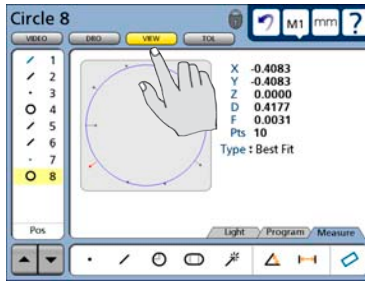 Circle 8
M1 mm ?
VIDEO DRO VIEW TOL
1
2
3
4
5
6
7
8
X -0.4083
Y -0.4083
Z 0.0000
D 0.4177
F 0.0031
Pts 10
Type : Best Fit
Pos
Light Program Measure